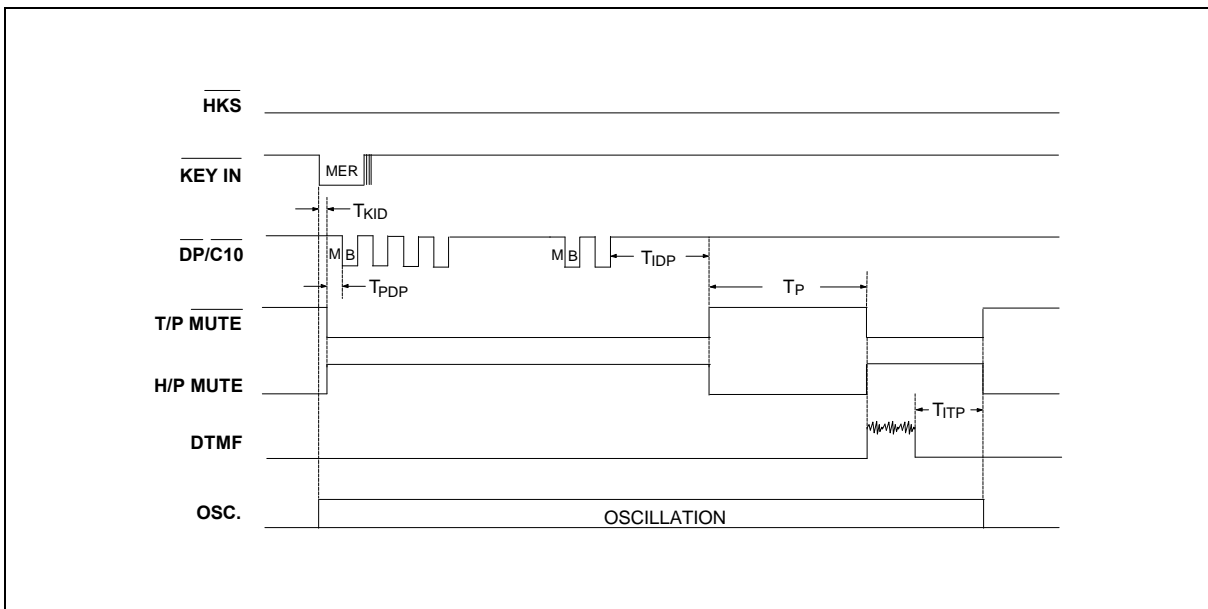 HKS
KEY IN
MER
TKID
DP/C10
M B
M B
TIDP
TPDP
TP
T/P MUTE
H/P MUTE
TITP
DTMF
OSC.
OSCILLATION